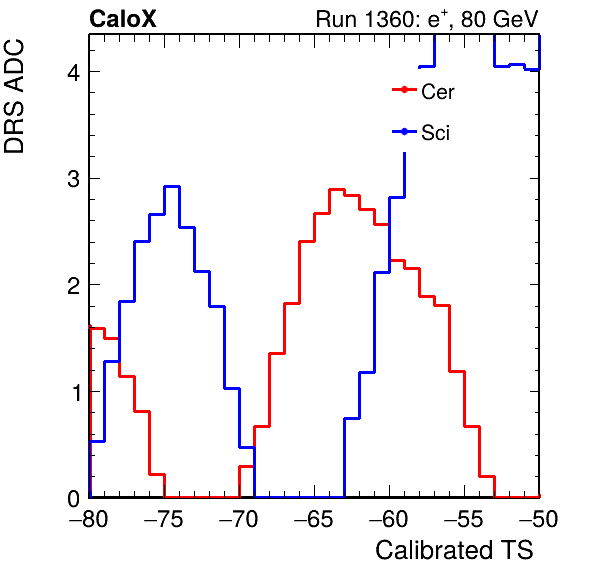 CaloX Run 1360: e⁺, 80 GeV
DRS ADC
4
3
2
1
0
Cer
Sci
−80 −75 −70 −65 −60 −55 −50
Calibrated TS